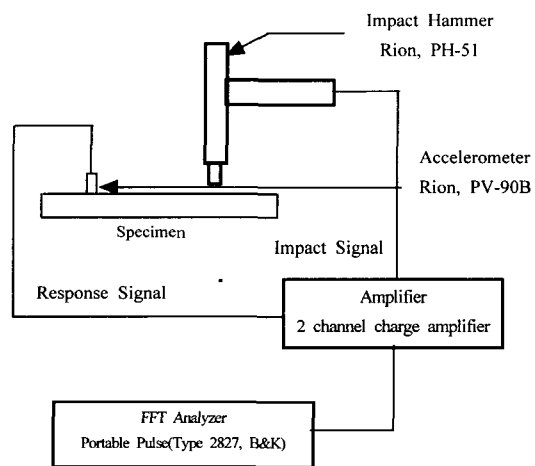 Impact Hammer
Rion, PH-51
Accelerometer
Rion, PV-90B
Specimen
Impact Signal
Response Signal
Amplifier
2 channel charge amplifier
FFT Analyzer
Portable Pulse(Type 2827, B&K)